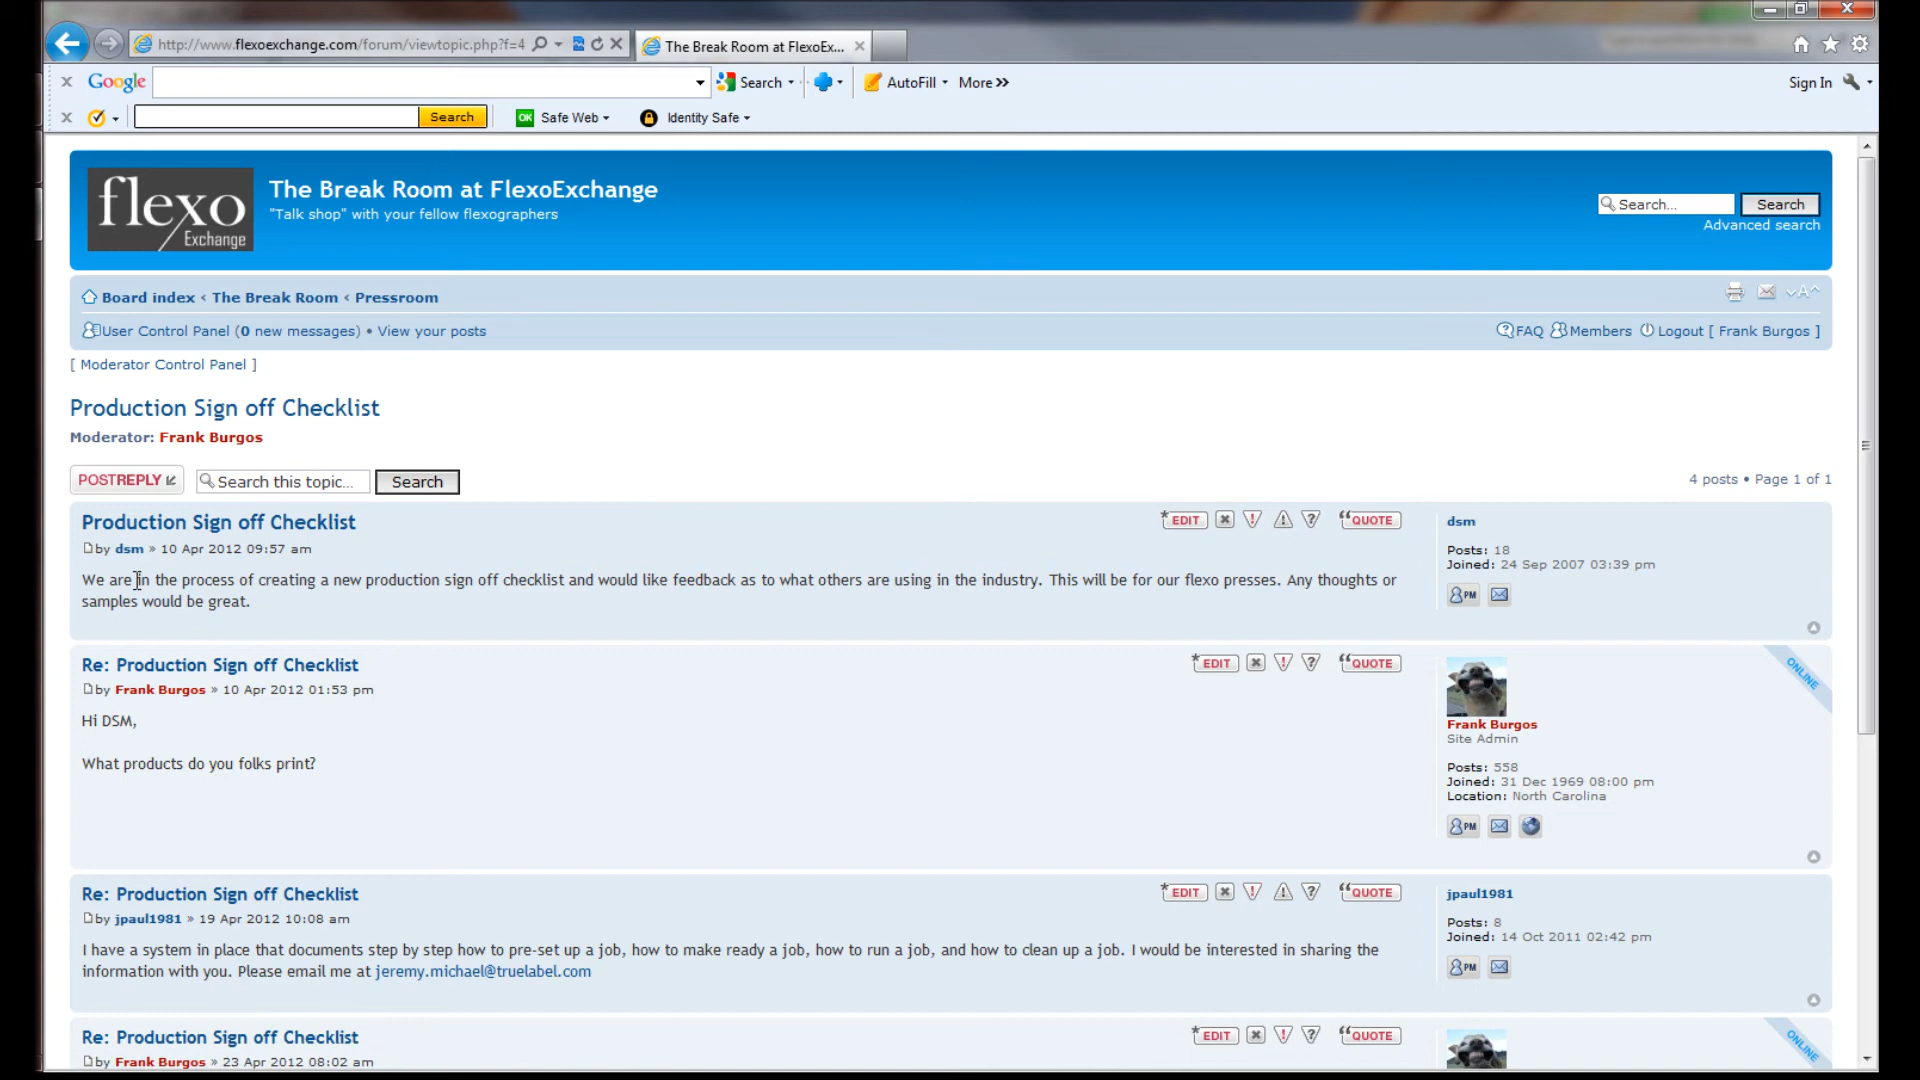 http://www.flexoexchange.com/forum/viewtopic.php?f=4
The Break Room at FlexoEx...
Google
Search
AutoFill
More »
Sign In
Search
OK Safe Web
Identity Safe
flexo
Exchange
The Break Room at FlexoExchange
"Talk shop" with your fellow flexographers
Search...
Search
Advanced search
Board index ‹ The Break Room ‹ Pressroom
User Control Panel (0 new messages) • View your posts
FAQ Members Logout [ Frank Burgos ]
[ Moderator Control Panel ]
Production Sign off Checklist
Moderator: Frank Burgos
POSTREPLY
Search this topic...
Search
4 posts • Page 1 of 1
Production Sign off Checklist
*EDIT
QUOTE
by dsm » 10 Apr 2012 09:57 am
We are in the process of creating a new production sign off checklist and would like feedback as to what others are using in the industry. This will be for our flexo presses. Any thoughts or
samples would be great.
dsm
Posts: 18
Joined: 24 Sep 2007 03:39 pm
PM
Re: Production Sign off Checklist
*EDIT
QUOTE
by Frank Burgos » 10 Apr 2012 01:53 pm
Hi DSM,
What products do you folks print?
ONLINE
Frank Burgos
Site Admin
Posts: 558
Joined: 31 Dec 1969 08:00 pm
Location: North Carolina
PM
Re: Production Sign off Checklist
*EDIT
QUOTE
by jpaul1981 » 19 Apr 2012 10:08 am
I have a system in place that documents step by step how to pre-set up a job, how to make ready a job, how to run a job, and how to clean up a job. I would be interested in sharing the
information with you. Please email me at jeremy.michael@truelabel.com
jpaul1981
Posts: 8
Joined: 14 Oct 2011 02:42 pm
PM
Re: Production Sign off Checklist
*EDIT
QUOTE
by Frank Burgos » 23 Apr 2012 08:02 am
ONLINE